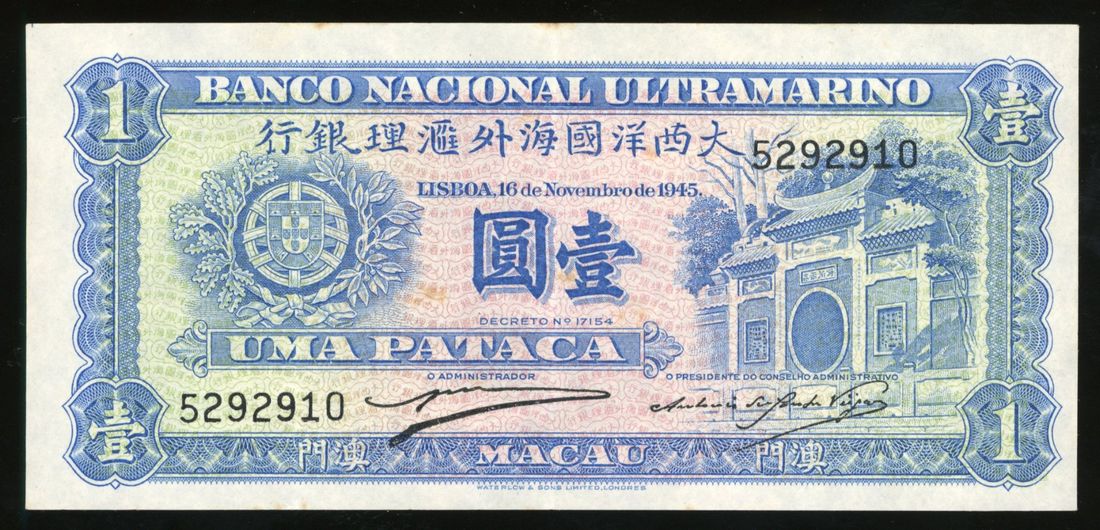 BANCO NACIONAL ULTRAMARINO
1
壹
行銀理滙外海國洋西大
5292910
LISBOA, 16 de Novembro de 1945.
圓壹
DECRETO Nº 17154
UMA PATACA
O ADMINISTRADOR
O PRESIDENTE DO CONSELHO ADMINISTRATIVO
5292910
壹
1
門澳
MACAU
門澳
WATERLOW & SONS LIMITED, LONDRES